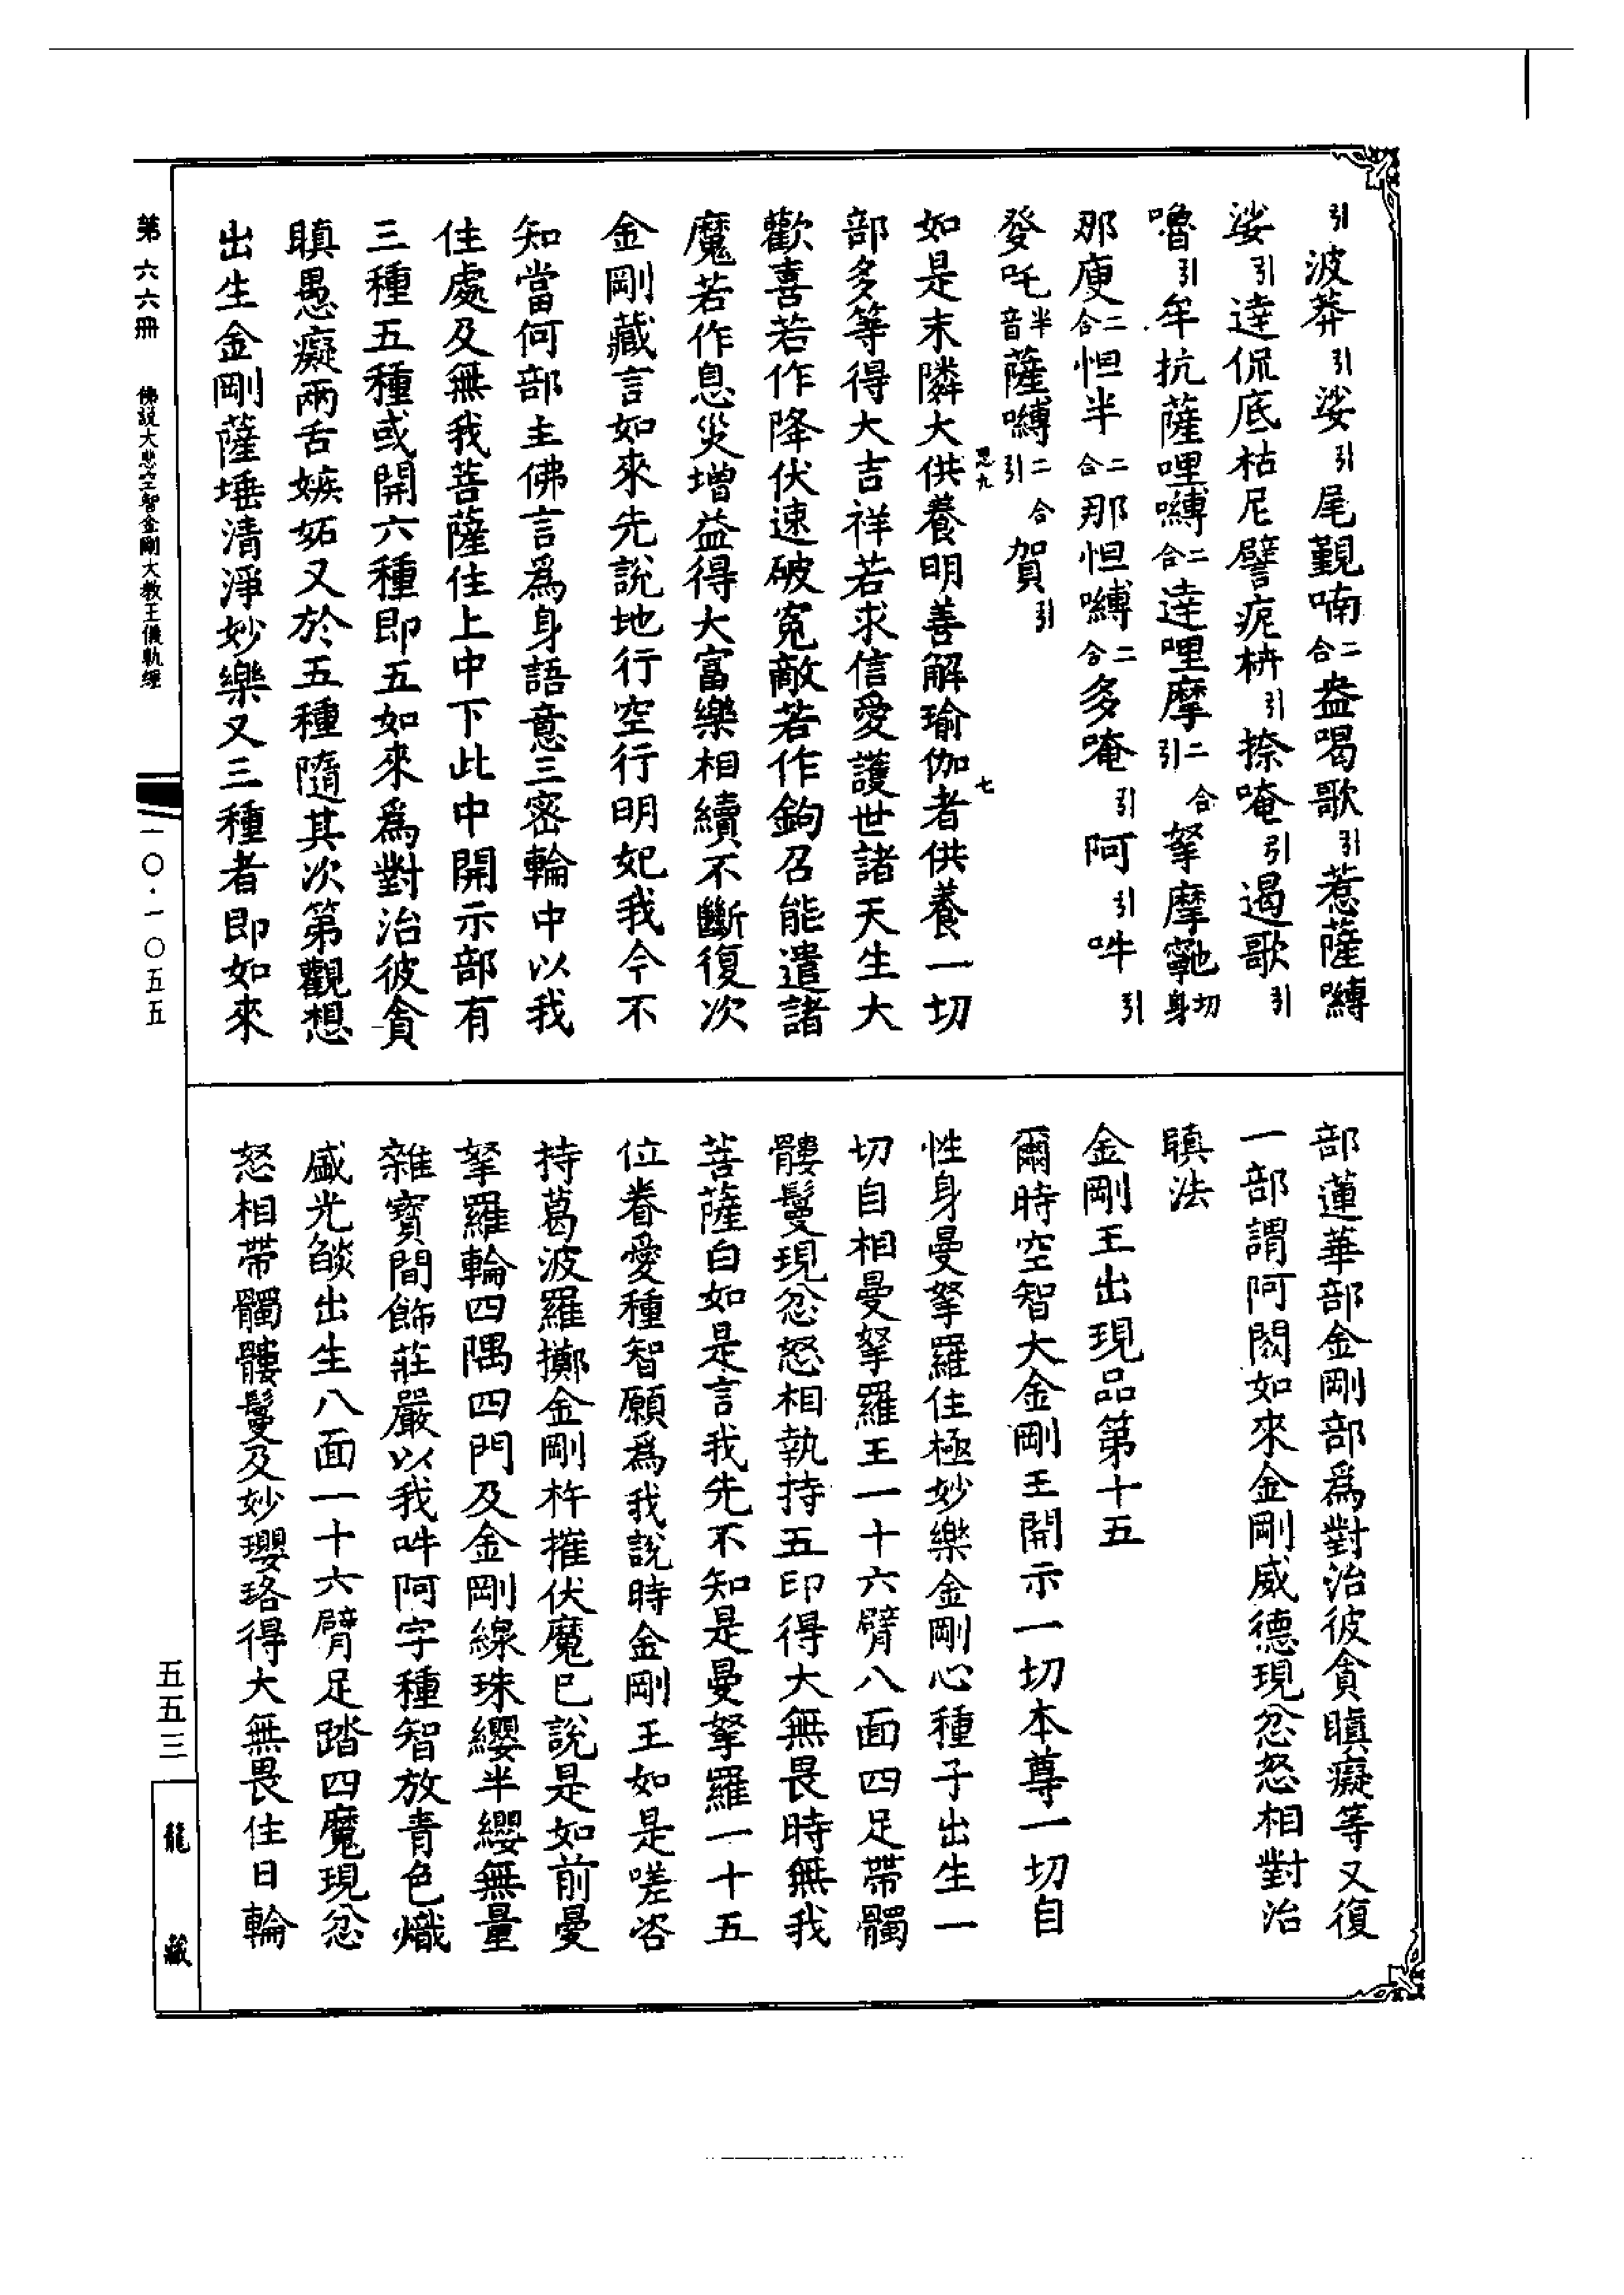 引波莽引娑引尾覲喃二合盎喝歌引惹薩嚩
娑引達侃底枯尼譬疙枿引捺唵引遏歌引
嚕引牟抗薩哩嚩二合達哩摩二合引拏摩㝹切身
那廋二合怛半二合那怛嚩二合多唵引阿引吽引
發吒半音薩嚩二合引賀引
如是末隣大供養明善解瑜伽者供養一切
部多等得大吉祥若求信愛護世諸天生大
歡喜若作降伏速破寃敵若作鉤召能遣諸
魔若作息災增益得大富樂相續不斷復次
金剛藏言如來先說地行空行明妃我今不
知當何部主佛言爲身語意三密輪中以我
住處及無我菩薩住上中下此中開示部有
三種五種或開六種即五如來爲對治彼貪
瞋愚癡兩舌嫉妬又於五種隨其次第觀想
出生金剛薩埵清淨妙樂又三種者即如來
部蓮華部金剛部爲對治彼貪瞋癡等又復
一部謂阿閦如來金剛威德現忿怒相對治
瞋法
金剛王出現品第十五
爾時空智大金剛王開示一切本尊一切自
性身曼拏羅住極妙樂金剛心種子出生一
切自相曼拏羅王一十六臂八面四足帶髑
髏鬘現忿怒相執持五印得大無畏時無我
菩薩白如是言我先不知是曼拏羅一十五
位眷愛種智願爲我說時金剛王如是嗟咨
持葛波羅擲金剛杵摧伏魔已說是如前曼
拏羅輪四隅四門及金剛線珠纓半纓無量
雜寶間飾莊嚴以我吽阿字種智放青色熾
盛光燄出生八面一十六臂足踏四魔現忿
怒相帶髑髏鬘及妙瓔珞得大無畏住日輪
第六六冊 佛說大悲空智金剛大教王儀軌經
一〇·一〇五五
五五三
龍藏